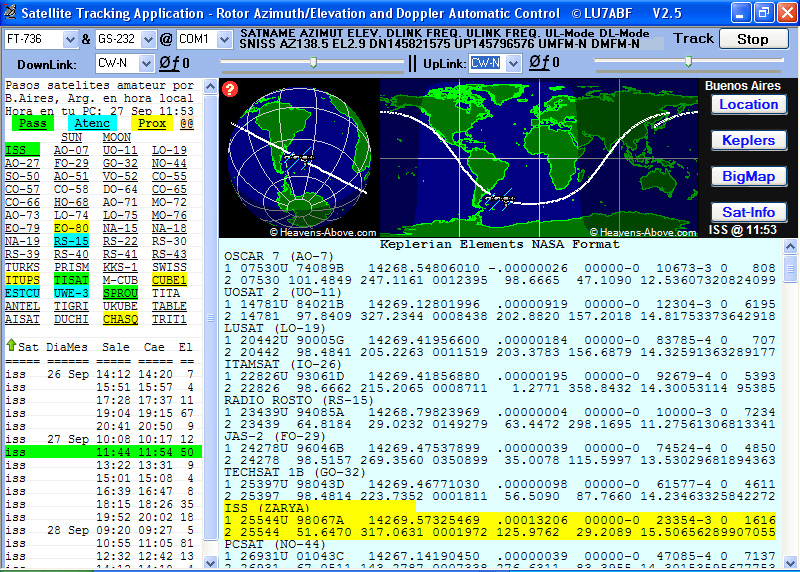 Satellite Tracking Application - Rotor Azimuth/Elevation and Doppler Automatic Control © LU7ABF V2.5
FT-736 & GS-232 @ COM1
SATNAME AZIMUT ELEV. DLINK FREQ. ULINK FREQ. UL-Mode DL-Mode
SNISS AZ138.5 EL2.9 DN145821575 UP145796576 UMFM-N DMFM-N
Track Stop
DownLink: CW-N Øƒ0 || UpLink: CW-N Øƒ0
Pasos satelites amateur por
B.Aires, Arg. en hora local
Hora en tu PC: 27 Sep 11:53
Pass Atenc Prox @@
SUN MOON
ISS AO-07 UO-11 LO-19
AO-27 FO-29 GO-32 NO-44
SO-50 AO-51 VO-52 CO-55
CO-57 CO-58 DO-64 CO-65
CO-66 HO-68 AO-71 MO-72
AO-73 LO-74 LO-75 MO-76
EO-79 EO-80 NA-15 NA-18
NA-19 RS-15 RS-22 RS-30
RS-39 RS-40 RS-41 RS-43
TURKS PRISM KKS-1 SWISS
ITUPS TISAT M-CUB CUBE1
ESTCU UWE-3 SPROU TITA
ANTEL TIGRI UKUBE TABLE
AISAT DUCHI CHASQ TRIT1
Sat DiaMes Sale Cae El
===== ====== ===== ===== ==
iss 26 Sep 14:12 14:20 7
iss 15:51 15:57 4
iss 17:28 17:37 11
iss 19:04 19:15 67
iss 20:41 20:50 9
iss 27 Sep 10:08 10:17 12
iss 11:44 11:54 50
iss 13:22 13:31 9
iss 15:01 15:08 4
iss 16:39 16:47 8
iss 18:15 18:26 35
iss 19:52 20:02 18
iss 28 Sep 09:20 09:27 5
iss 10:55 11:05 81
iss 12:32 12:42 13
?
© Heavens-Above.com
© Heavens-Above.com
Buenos Aires
Location
Keplers
BigMap
Sat-Info
ISS @ 11:53
Keplerian Elements NASA Format
OSCAR 7 (AO-7)
1 07530U 74089B 14268.54806010 -.00000026 00000-0 10673-3 0 808
2 07530 101.4849 247.1161 0012395 98.6665 47.1090 12.53607320824099
UOSAT 2 (UO-11)
1 14781U 84021B 14269.12801996 .00000919 00000-0 12304-3 0 6195
2 14781 97.8409 327.2344 0008438 202.8820 157.2018 14.81753373642918
LUSAT (LO-19)
1 20442U 90005G 14269.41956600 .00000184 00000-0 83785-4 0 707
2 20442 98.4841 205.2263 0011519 203.3783 156.6879 14.32591363289177
ITAMSAT (IO-26)
1 22826U 93061D 14269.41856880 .00000195 00000-0 92679-4 0 5393
2 22826 98.6662 215.2065 0008711 1.2771 358.8432 14.30053114 95385
RADIO ROSTO (RS-15)
1 23439U 94085A 14268.79823969 .00000004 00000-0 10000-3 0 7234
2 23439 64.8184 29.0232 0149279 63.4472 298.1695 11.27561306813341
JAS-2 (FO-29)
1 24278U 96046B 14269.47537899 .00000039 00000-0 74524-4 0 4850
2 24278 98.5157 269.3560 0350899 35.0078 115.5997 13.53029681894363
TECHSAT 1B (GO-32)
1 25397U 98043D 14269.46771030 .00000098 00000-0 61577-4 0 4611
2 25397 98.4814 223.7352 0001811 56.5090 87.7660 14.23463325842272
ISS (ZARYA)
1 25544U 98067A 14269.57325469 .00013206 00000-0 23354-3 0 1616
2 25544 51.6470 317.0631 0001972 125.9762 29.2089 15.50656289907055
PCSAT (NO-44)
1 26931U 01043C 14267.14190450 .00000039 00000-0 47085-4 0 7137